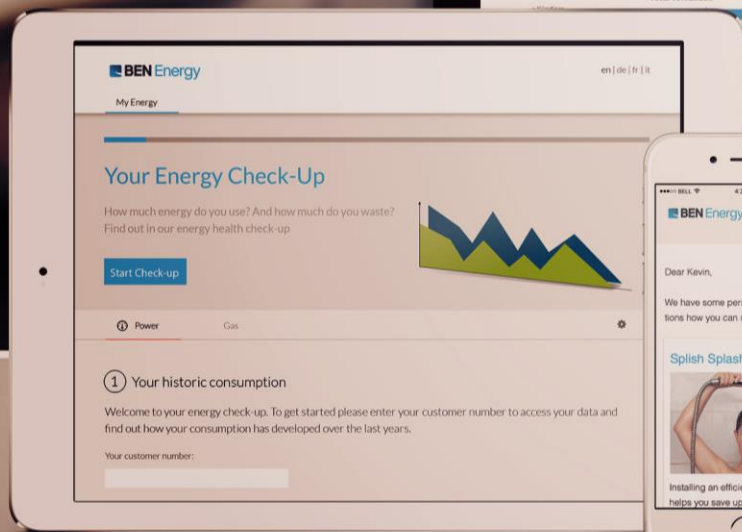 BEN Energy
en | de | fr | it
My Energy
Your Energy Check-Up
How much energy do you use? And how much do you waste?
Find out in our energy health check-up
Start Check-up
Power
Gas
1 Your historic consumption
Welcome to your energy check-up. To get started please enter your customer number to access your data and
find out how your consumption has developed over the last years.
Your customer number:
BELL
BEN Energy
Dear Kevin,
We have some
tions how you can
Splish Splash
Installing an
helps you save up